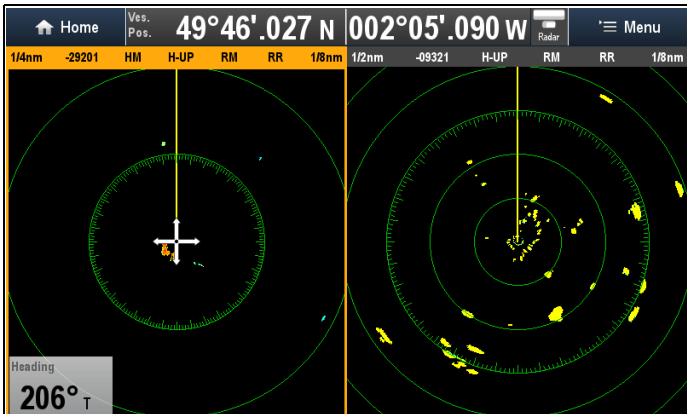 Home
Ves.
Pos.
49°46'.027 N
002°05'.090 W
Radar
Menu
1/4nm -29201 HM H-UP RM RR 1/8nm
1/2nm -09321 H-UP RM RR 1/8nm
Heading
206° T